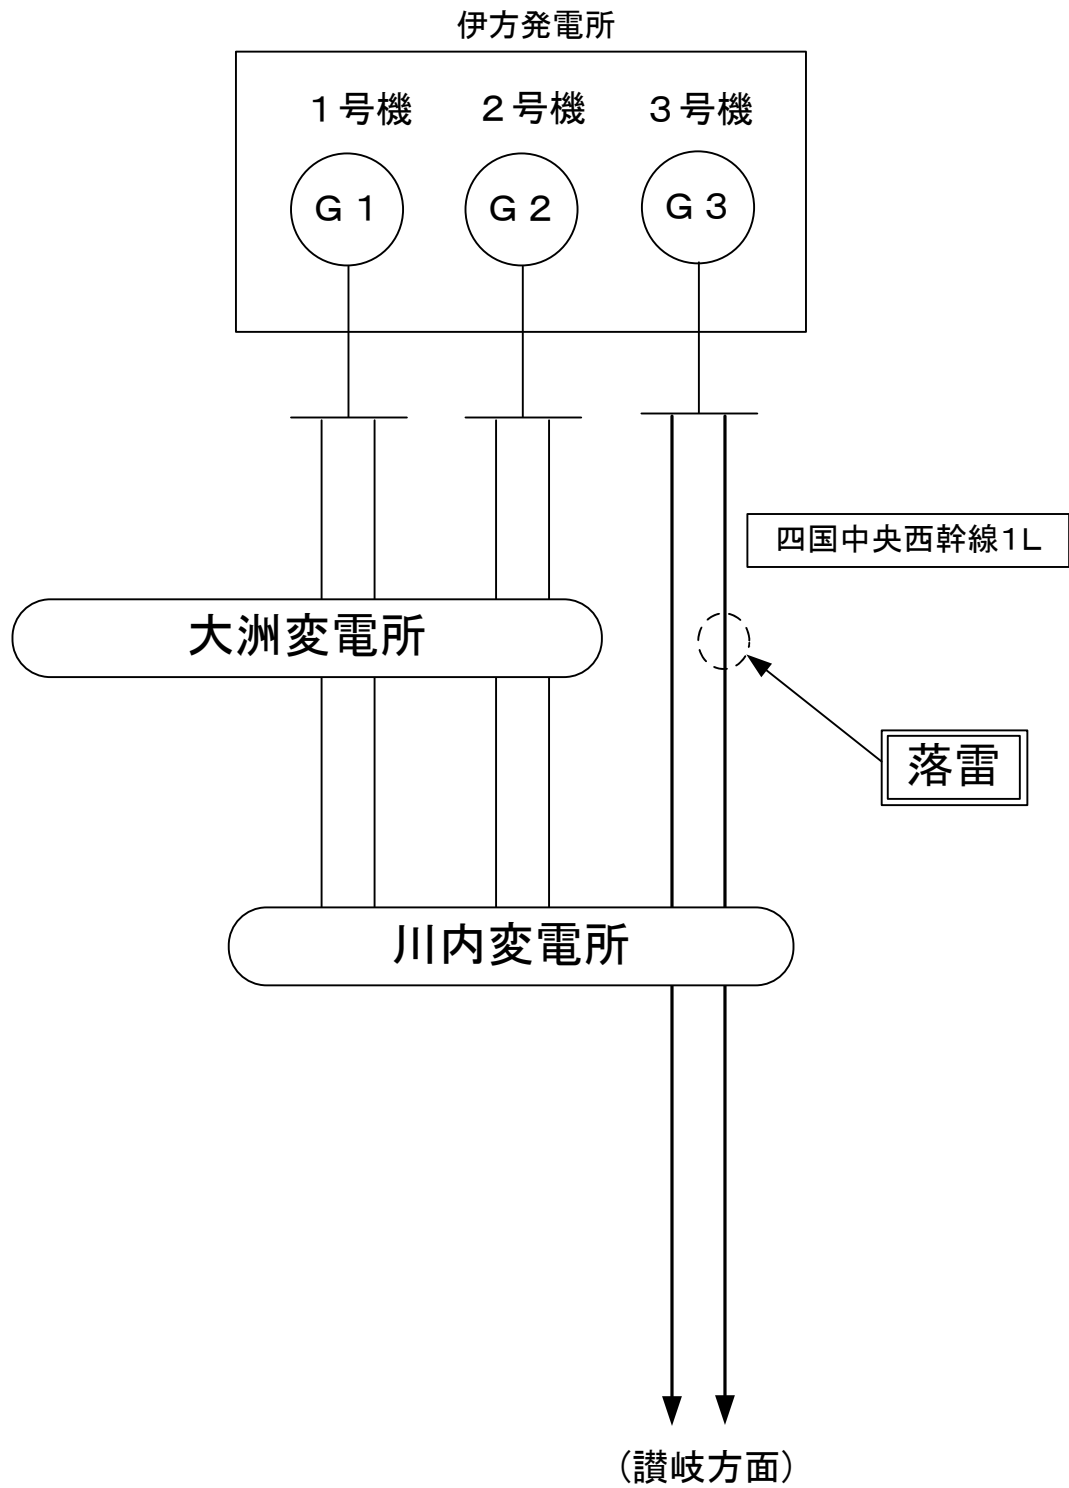 伊方発電所
１号機
２号機
３号機
Ｇ１
Ｇ２
Ｇ３
四国中央西幹線1L
大洲変電所
落雷
川内変電所
（讃岐方面）